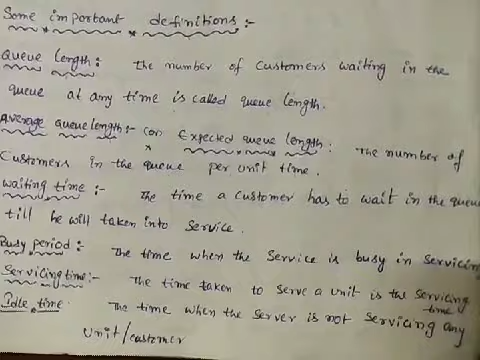 Some important definitions :-
Queue length : The number of customers waiting in the
queue at any time is called queue length.
Average queue length :- (or) Expected queue length : The number of
Customers in the queue per unit time.
Waiting time :- The time a customer has to wait in the queue
till he will taken into service.
Busy period :- The time when the service is busy in servicing
Servicing time :- The time taken to serve a unit is the servicing
time
Idle time The time when the server is not servicing any
unit/customer